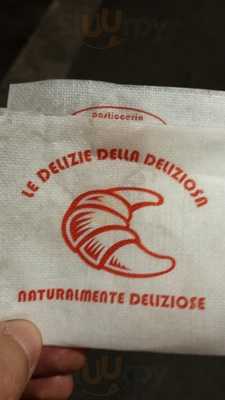 pasticceria
LE DELIZIE DELLA DELIZIOSA
NATURALMENTE DELIZIOSE